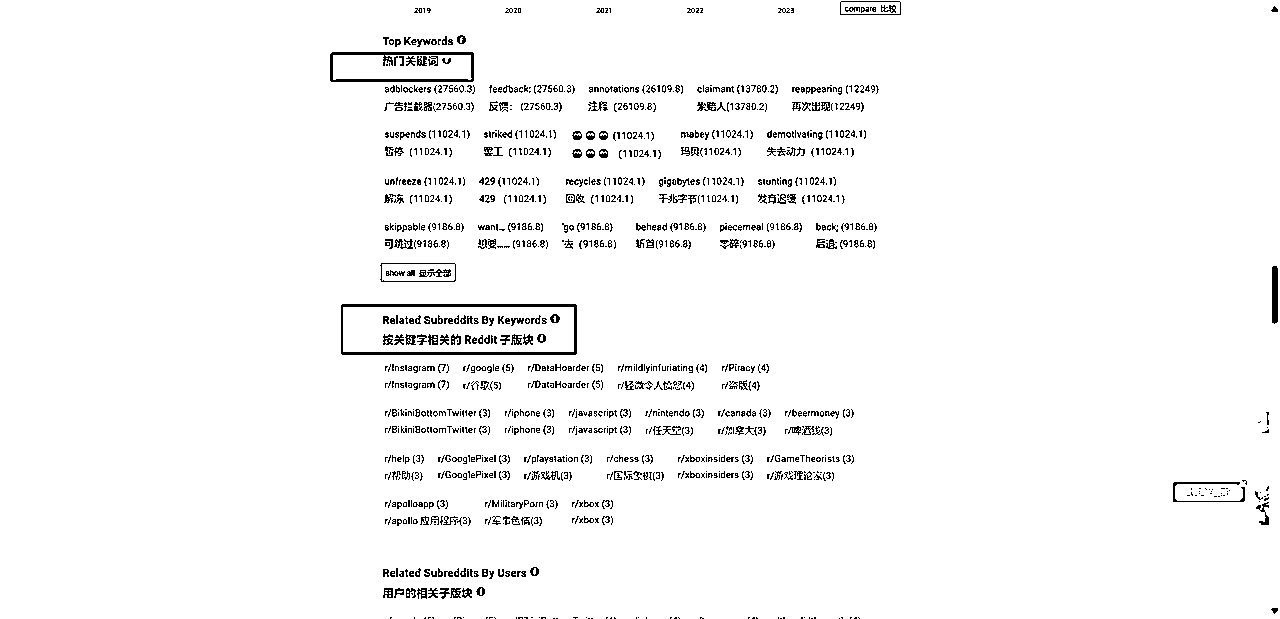 2019 2020 2021 2022 2023 compare 比较
Top Keywords
热门关键词
adblockers (27560.3) feedback: (27560.3) annotations (26109.8) claimant (13780.2) reappearing (12249)
广告拦截器(27560.3) 反馈： (27560.3) 注释 (26109.8) 索赔人(13780.2) 再次出现(12249)
suspends (11024.1) striked (11024.1) (11024.1) mabey (11024.1) demotivating (11024.1)
暂停 (11024.1) 罢工 (11024.1) (11024.1) 玛贝(11024.1) 失去动力 (11024.1)
unfreeze (11024.1) 429 (11024.1) recycles (11024.1) gigabytes (11024.1) stunting (11024.1)
解冻 (11024.1) 429 (11024.1) 回收 (11024.1) 千兆字节(11024.1) 发育迟缓 (11024.1)
skippable (9186.8) want... (9186.8) 'go (9186.8) behead (9186.8) piecemeal (9186.8) back; (9186.8)
可跳过(9186.8) 想要…… (9186.8) '去 (9186.8) 斩首(9186.8) 零碎(9186.8) 后退; (9186.8)
show all 显示全部
Related Subreddits By Keywords
按关键字相关的 Reddit 子版块
r/Instagram (7) r/google (5) r/DataHoarder (5) r/mildlyinfuriating (4) r/Piracy (4)
r/Instagram (7) r/谷歌(5) r/DataHoarder (5) r/轻微令人愤怒(4) r/盗版(4)
r/BikiniBottomTwitter (3) r/iphone (3) r/javascript (3) r/nintendo (3) r/canada (3) r/beermoney (3)
r/BikiniBottomTwitter (3) r/iphone (3) r/javascript (3) r/任天堂(3) r/加拿大(3) r/啤酒钱(3)
r/help (3) r/GooglePixel (3) r/playstation (3) r/chess (3) r/xboxinsiders (3) r/GameTheorists (3)
r/帮助(3) r/GooglePixel (3) r/游戏机(3) r/国际象棋(3) r/xboxinsiders (3) r/游戏理论家(3)
r/apolloapp (3) r/MilitaryPorn (3) r/xbox (3)
r/apollo 应用程序(3) r/军事色情(3) r/xbox (3)
Related Subreddits By Users
用户的相关子版块